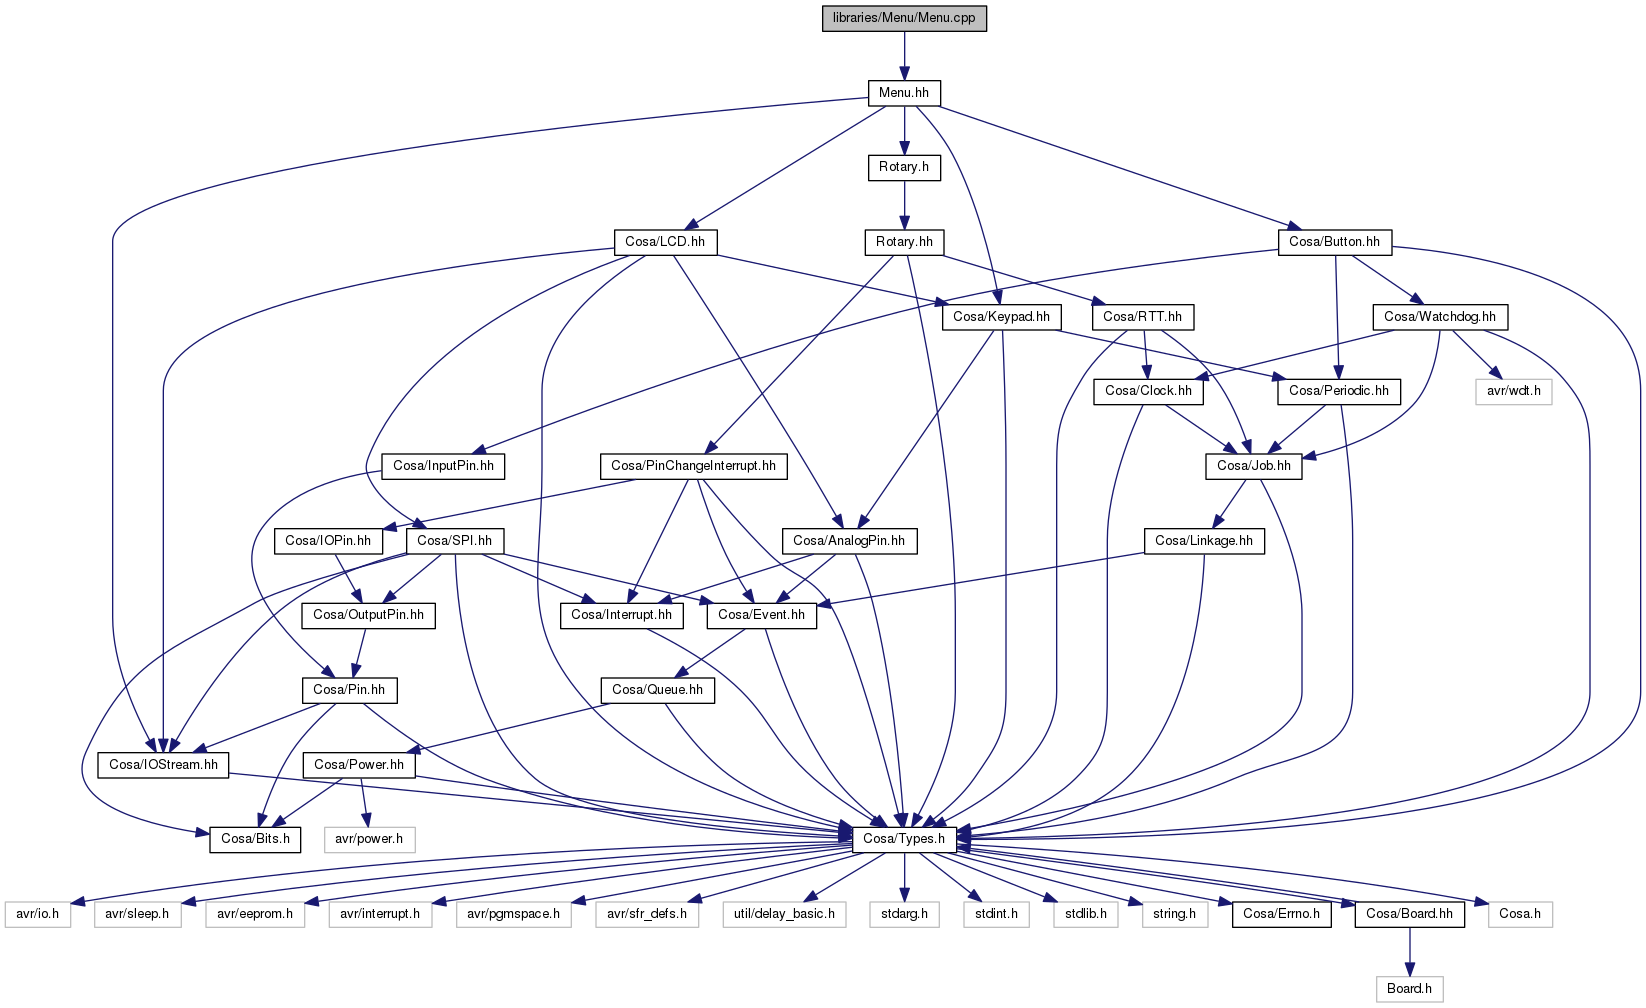 libraries/Menu/Menu.cpp
Menu.hh
Rotary.h
Cosa/LCD.hh
Rotary.hh
Cosa/Button.hh
Cosa/Keypad.hh
Cosa/RTT.hh
Cosa/Watchdog.hh
Cosa/Clock.hh
Cosa/Periodic.hh
avr/wdt.h
Cosa/InputPin.hh
Cosa/PinChangeInterrupt.hh
Cosa/Job.hh
Cosa/IOPin.hh
Cosa/SPI.hh
Cosa/AnalogPin.hh
Cosa/Linkage.hh
Cosa/OutputPin.hh
Cosa/Interrupt.hh
Cosa/Event.hh
Cosa/Pin.hh
Cosa/Queue.hh
Cosa/IOStream.hh
Cosa/Power.hh
Cosa/Bits.h
avr/power.h
Cosa/Types.h
avr/io.h
avr/sleep.h
avr/eeprom.h
avr/interrupt.h
avr/pgmspace.h
avr/sfr_defs.h
util/delay_basic.h
stdarg.h
stdint.h
stdlib.h
string.h
Cosa/Errno.h
Cosa/Board.hh
Cosa.h
Board.h